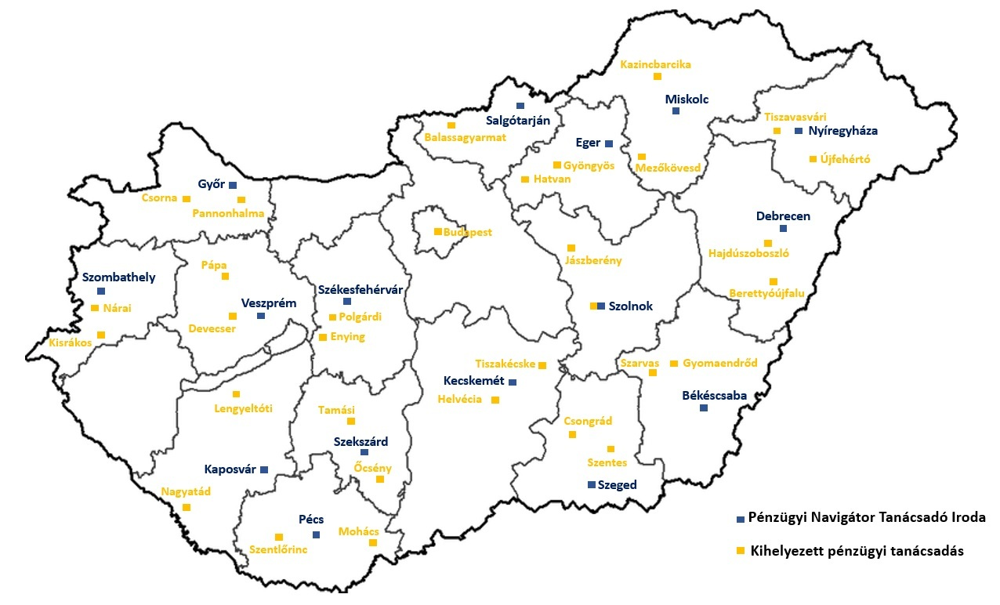 Kazincbarcika
Miskolc
Salgótarján
Balassagyarmat
Tiszavasvári
Nyíregyháza
Eger
Gyöngyös
Mezőkövesd
Újfehértó
Hatvan
Győr
Csorna
Pannonhalma
Debrecen
Budapest
Hajdúszoboszló
Jászberény
Pápa
Szombathely
Székesfehérvár
Berettyóújfalu
Veszprém
Nárai
Szolnok
Polgárdi
Devecser
Enying
Kisrákos
Tiszakécske
Szarvas
Gyomaendrőd
Kecskemét
Békéscsaba
Helvécia
Lengyeltóti
Tamási
Csongrád
Szekszárd
Szentes
Kaposvár
Őcsény
Szeged
Nagyatád
Pécs
Mohács
Szentlőrinc
Pénzügyi Navigátor Tanácsadó Iroda
Kihelyezett pénzügyi tanácsadás